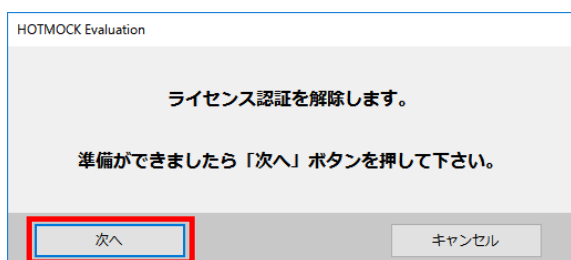 HOTMOCK Evaluation
ライセンス認証を解除します。
準備ができましたら「次へ」ボタンを押して下さい。
次へ
キャンセル